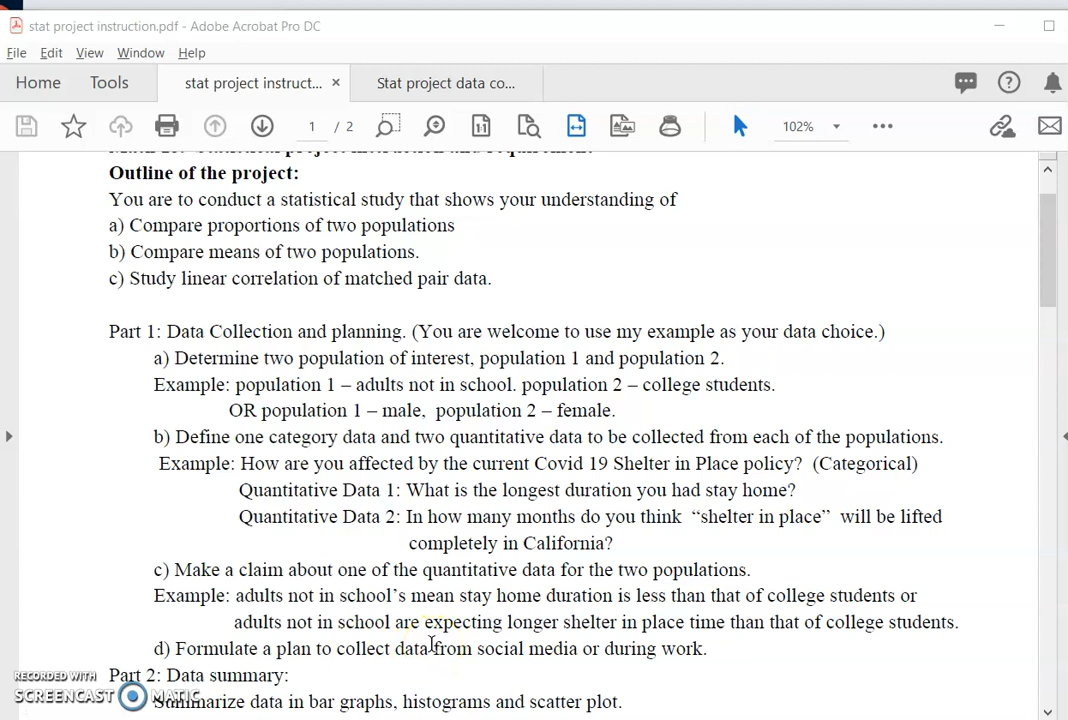 stat project instruction.pdf - Adobe Acrobat Pro DC
File Edit View Window Help
Home Tools stat project instruct... × Stat project data co...
1 / 2 102%
Math 10: Statistical project instruction and requirement
Outline of the project:
You are to conduct a statistical study that shows your understanding of
a) Compare proportions of two populations
b) Compare means of two populations.
c) Study linear correlation of matched pair data.
Part 1: Data Collection and planning. (You are welcome to use my example as your data choice.)
a) Determine two population of interest, population 1 and population 2.
Example: population 1 – adults not in school. population 2 – college students.
OR population 1 – male, population 2 – female.
b) Define one category data and two quantitative data to be collected from each of the populations.
Example: How are you affected by the current Covid 19 Shelter in Place policy? (Categorical)
Quantitative Data 1: What is the longest duration you had stay home?
Quantitative Data 2: In how many months do you think “shelter in place” will be lifted
completely in California?
c) Make a claim about one of the quantitative data for the two populations.
Example: adults not in school’s mean stay home duration is less than that of college students or
adults not in school are expecting longer shelter in place time than that of college students.
d) Formulate a plan to collect data from social media or during work.
Part 2: Data summary:
Summarize data in bar graphs, histograms and scatter plot.
RECORDED WITH
SCREENCAST MATIC